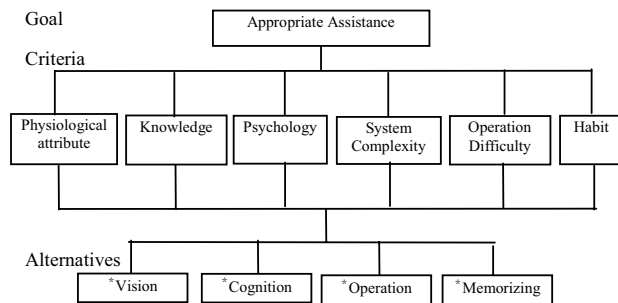 Goal
Appropriate Assistance
Criteria
Physiological
attribute
Knowledge
Psychology
System
Complexity
Operation
Difficulty
Habit
Alternatives
*Vision
*Cognition
*Operation
*Memorizing